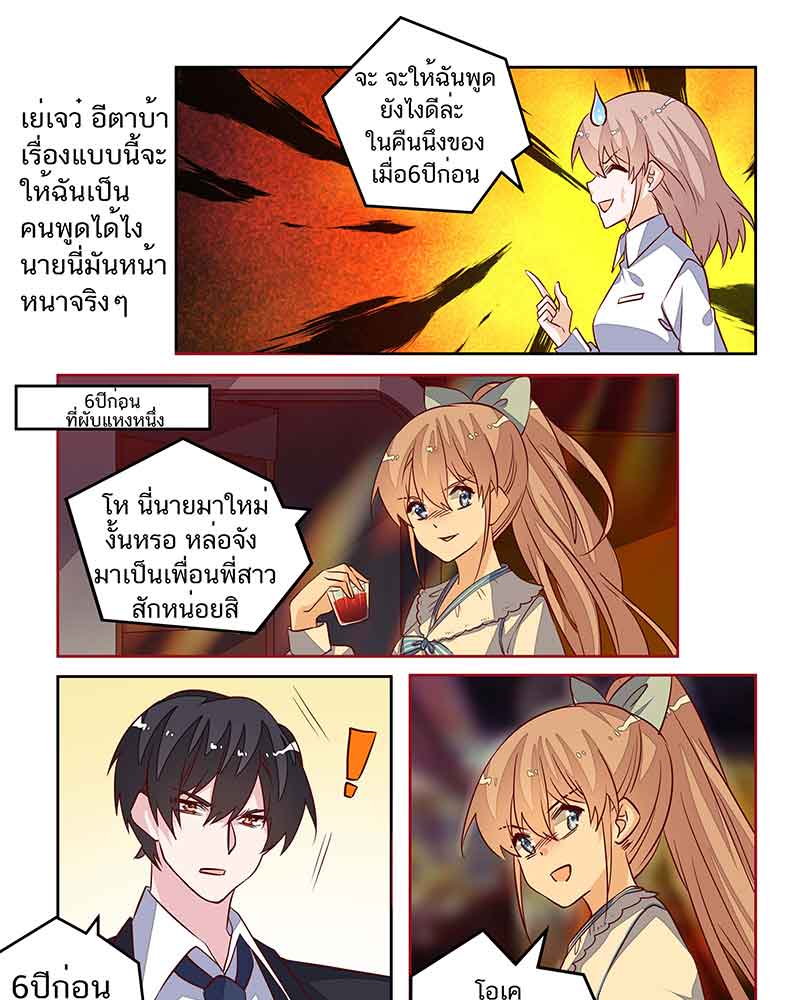 จะ จะให้ฉันพูด
ยังไงดีล่ะ
ในคืนนึงของ
เมื่อ6ปีก่อน
เย่เจว๋ อีตาบ้า
เรื่องแบบนี้จะ
ให้ฉันเป็น
คนพูดได้ไง
นายนี่มันหน้า
หนาจริงๆ
6ปีก่อน
ที่ผับแห่งหนึ่ง
โห นี่นายมาใหม่
งั้นหรอ หล่อจัง
มาเป็นเพื่อนพี่สาว
สักหน่อยสิ
!
6ปีก่อน
โอเค